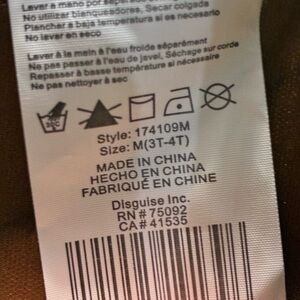 Lavar a mano por separado
No utilizar blanqueadores. Secar colgada
Planchar a baja temperatura si es necesario
No lever en seco
Laver à la main à l'eau froide séparément
Ne pas passer à l'eau de javel, Séchage sur corde
Repasser à basse température si nécessaire
Ne pas nettoyer à sec
30C
Style: 174109M
Size: M(3T-4T)
MADE IN CHINA
HECHO EN CHINA
FABRIQUÉ EN CHINE
Disguise Inc.
RN # 75092
CA # 41535